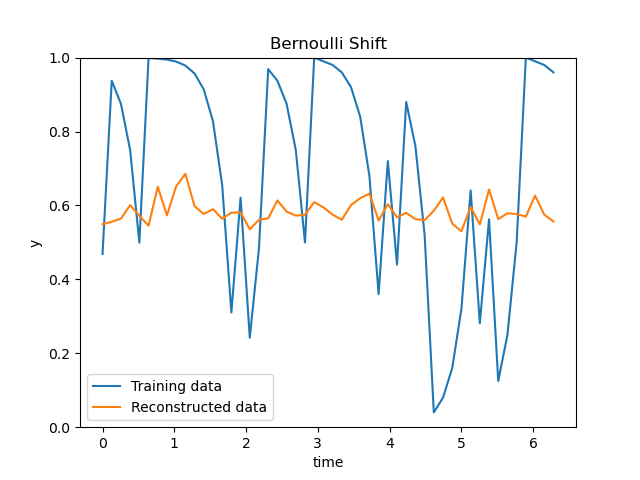 Bernoulli Shift
1.0
0.8
0.6
0.4
0.2
0.0
y
Training data
Reconstructed data
0 1 2 3 4 5 6
time